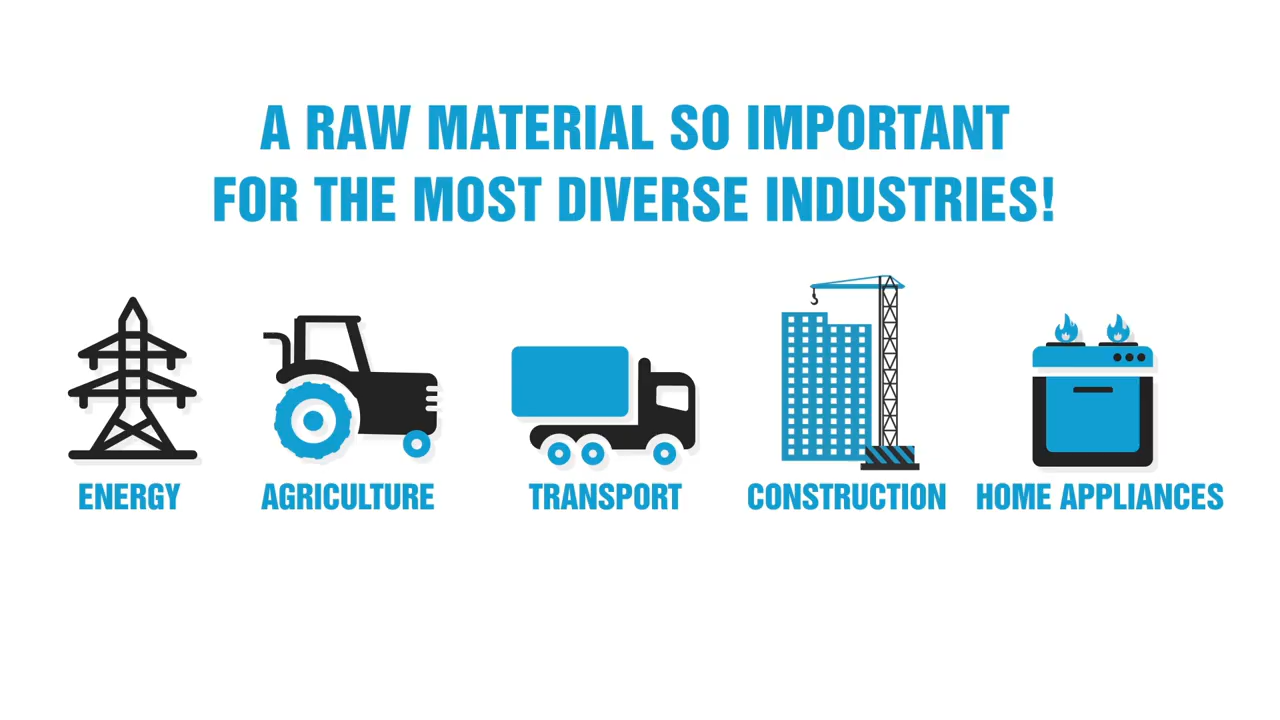 A RAW MATERIAL SO IMPORTANT
FOR THE MOST DIVERSE INDUSTRIES!
ENERGY
AGRICULTURE
TRANSPORT
CONSTRUCTION
HOME APPLIANCES